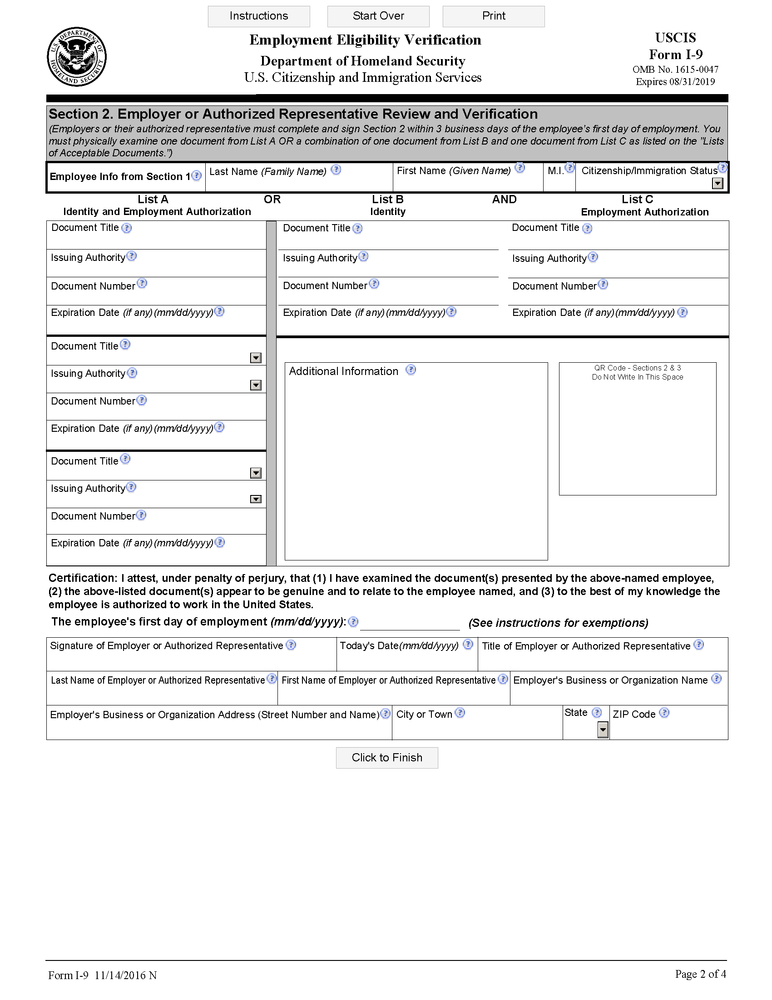 Instructions
Start Over
Print
U.S. DEPARTMENT OF
HOMELAND SECURITY
Employment Eligibility Verification
Department of Homeland Security
U.S. Citizenship and Immigration Services
USCIS
Form I-9
OMB No. 1615-0047
Expires 08/31/2019
Section 2. Employer or Authorized Representative Review and Verification
(Employers or their authorized representative must complete and sign Section 2 within 3 business days of the employee's first day of employment. You
must physically examine one document from List A OR a combination of one document from List B and one document from List C as listed on the "Lists
of Acceptable Documents.")
Employee Info from Section 1 ?
Last Name (Family Name) ?
First Name (Given Name) ?
M.I. ?
Citizenship/Immigration Status ?
List A
Identity and Employment Authorization
OR
List B
Identity
AND
List C
Employment Authorization
Document Title ?
Issuing Authority ?
Document Number ?
Expiration Date (if any)(mm/dd/yyyy) ?
Document Title ?
Issuing Authority ?
Document Number ?
Expiration Date (if any)(mm/dd/yyyy) ?
Document Title ?
Issuing Authority ?
Document Number ?
Expiration Date (if any)(mm/dd/yyyy) ?
Document Title ?
Issuing Authority ?
Document Number ?
Expiration Date (if any)(mm/dd/yyyy) ?
Document Title ?
Issuing Authority ?
Document Number ?
Expiration Date (if any)(mm/dd/yyyy) ?
Additional Information ?
QR Code - Sections 2 & 3
Do Not Write In This Space
Certification: I attest, under penalty of perjury, that (1) I have examined the document(s) presented by the above-named employee,
(2) the above-listed document(s) appear to be genuine and to relate to the employee named, and (3) to the best of my knowledge the
employee is authorized to work in the United States.
The employee's first day of employment (mm/dd/yyyy): ? (See instructions for exemptions)
Signature of Employer or Authorized Representative ?
Today's Date(mm/dd/yyyy) ?
Title of Employer or Authorized Representative ?
Last Name of Employer or Authorized Representative ?
First Name of Employer or Authorized Representative ?
Employer's Business or Organization Name ?
Employer's Business or Organization Address (Street Number and Name) ?
City or Town ?
State ?
ZIP Code ?
Click to Finish
Form I-9 11/14/2016 N
Page 2 of 4